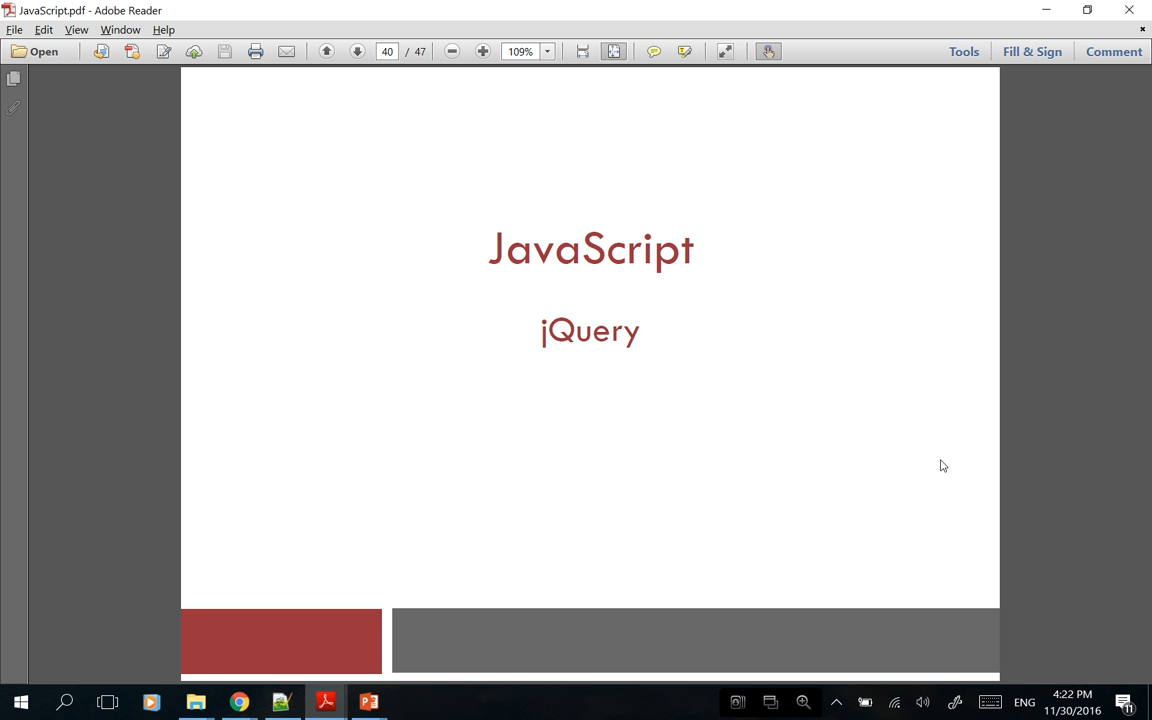 JavaScript.pdf - Adobe Reader
File Edit View Window Help
Open 40 / 47 109% Tools Fill & Sign Comment
JavaScript
jQuery
ENG 4:22 PM
11/30/2016 11